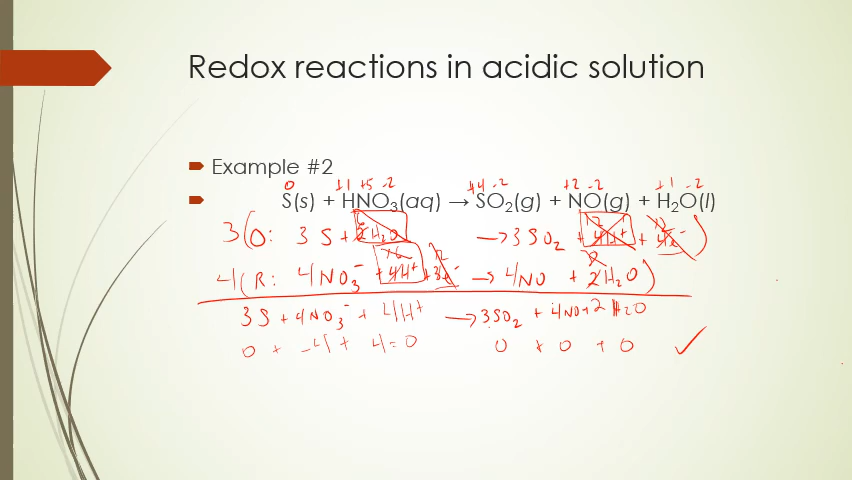 Redox reactions in acidic solution
Example #2
0 +1 +5 -2 +4 -2 +2 -2 +1 -2
S(s) + HNO₃(aq) → SO₂(g) + NO(g) + H₂O(l)
3(O: 3 S + H₂O → 3 SO₂ + 4H⁺ + 4e⁻)
4(R: 4NO₃⁻ + 4H⁺ + 3e⁻ → 4NO + 2H₂O)
3S + 4NO₃⁻ + 4H⁺ → 3SO₂ + 4NO + 2H₂O
0 + -4 + 4 = 0 0 + 0 + 0 ✓